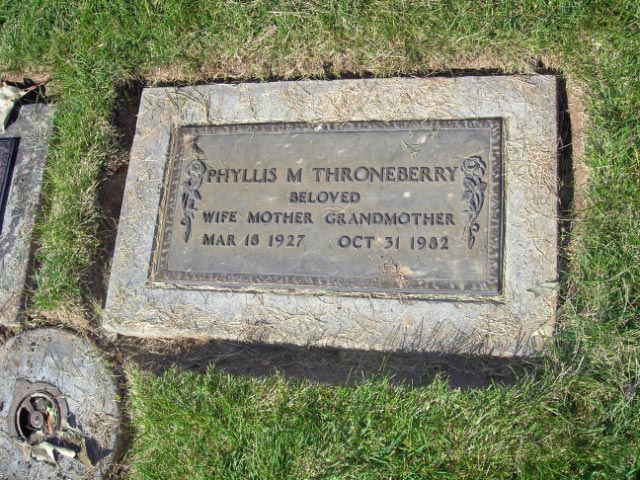 PHYLLIS M THRONEBERRY
BELOVED
WIFE MOTHER GRANDMOTHER
MAR 18 1927 OCT 31 1982